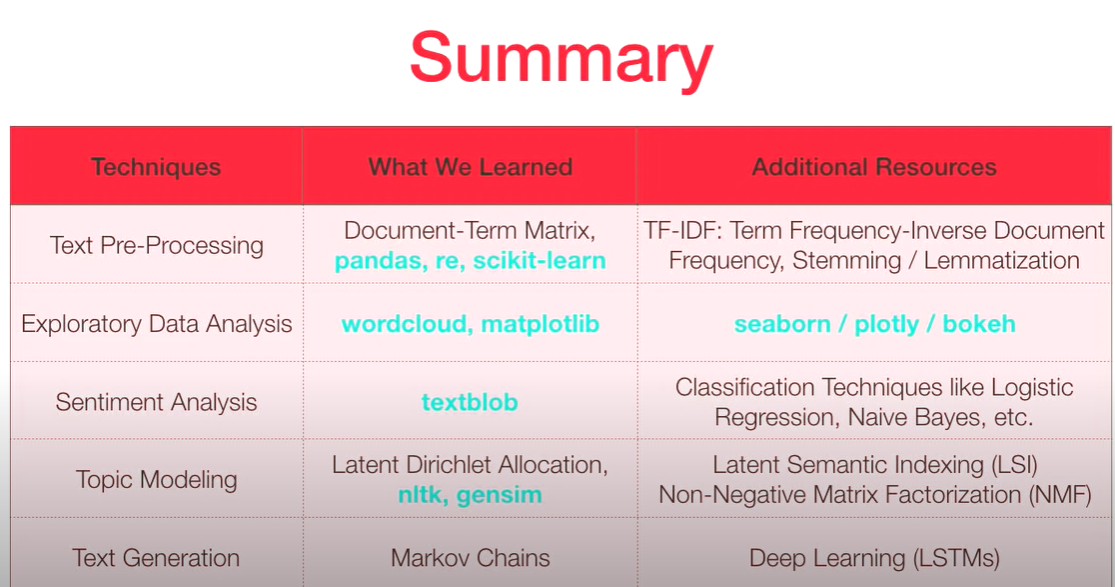 Summary
Techniques
What We Learned
Additional Resources
Text Pre-Processing
Document-Term Matrix,
pandas, re, scikit-learn
TF-IDF: Term Frequency-Inverse Document
Frequency, Stemming / Lemmatization
Exploratory Data Analysis
wordcloud, matplotlib
seaborn / plotly / bokeh
Sentiment Analysis
textblob
Classification Techniques like Logistic
Regression, Naive Bayes, etc.
Topic Modeling
Latent Dirichlet Allocation,
nltk, gensim
Latent Semantic Indexing (LSI)
Non-Negative Matrix Factorization (NMF)
Text Generation
Markov Chains
Deep Learning (LSTMs)